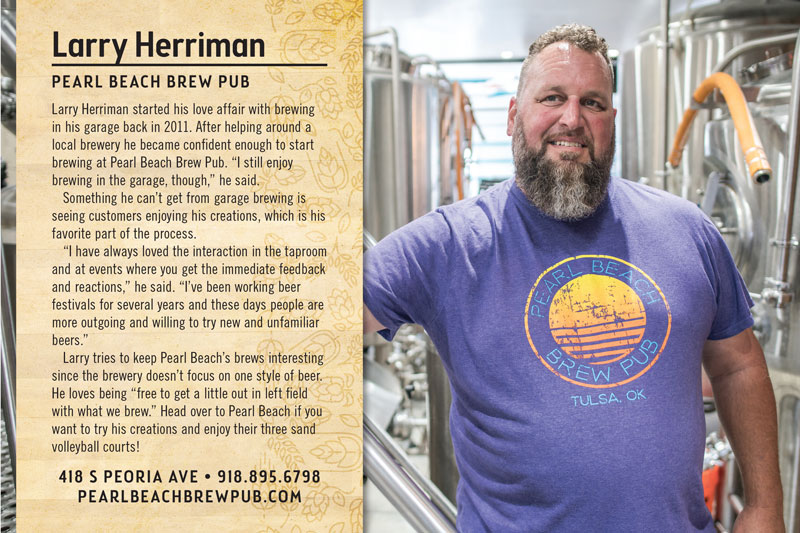 Larry Herriman
PEARL BEACH BREW PUB
Larry Herriman started his love affair with brewing
in his garage back in 2011. After helping around a
local brewery he became confident enough to start
brewing at Pearl Beach Brew Pub. “I still enjoy
brewing in the garage, though,” he said.
Something he can’t get from garage brewing is
seeing customers enjoying his creations, which is his
favorite part of the process.
“I have always loved the interaction in the taproom
and at events where you get the immediate feedback
and reactions,” he said. “I’ve been working beer
festivals for several years and these days people are
more outgoing and willing to try new and unfamiliar
beers.”
Larry tries to keep Pearl Beach’s brews interesting
since the brewery doesn’t focus on one style of beer.
He loves being “free to get a little out in left field
with what we brew.” Head over to Pearl Beach if you
want to try his creations and enjoy their three sand
volleyball courts!
418 S PEORIA AVE • 918.895.6798
PEARLBEACHBREWPUB.COM
PEARL BEACH
BREW PUB
TULSA, OK